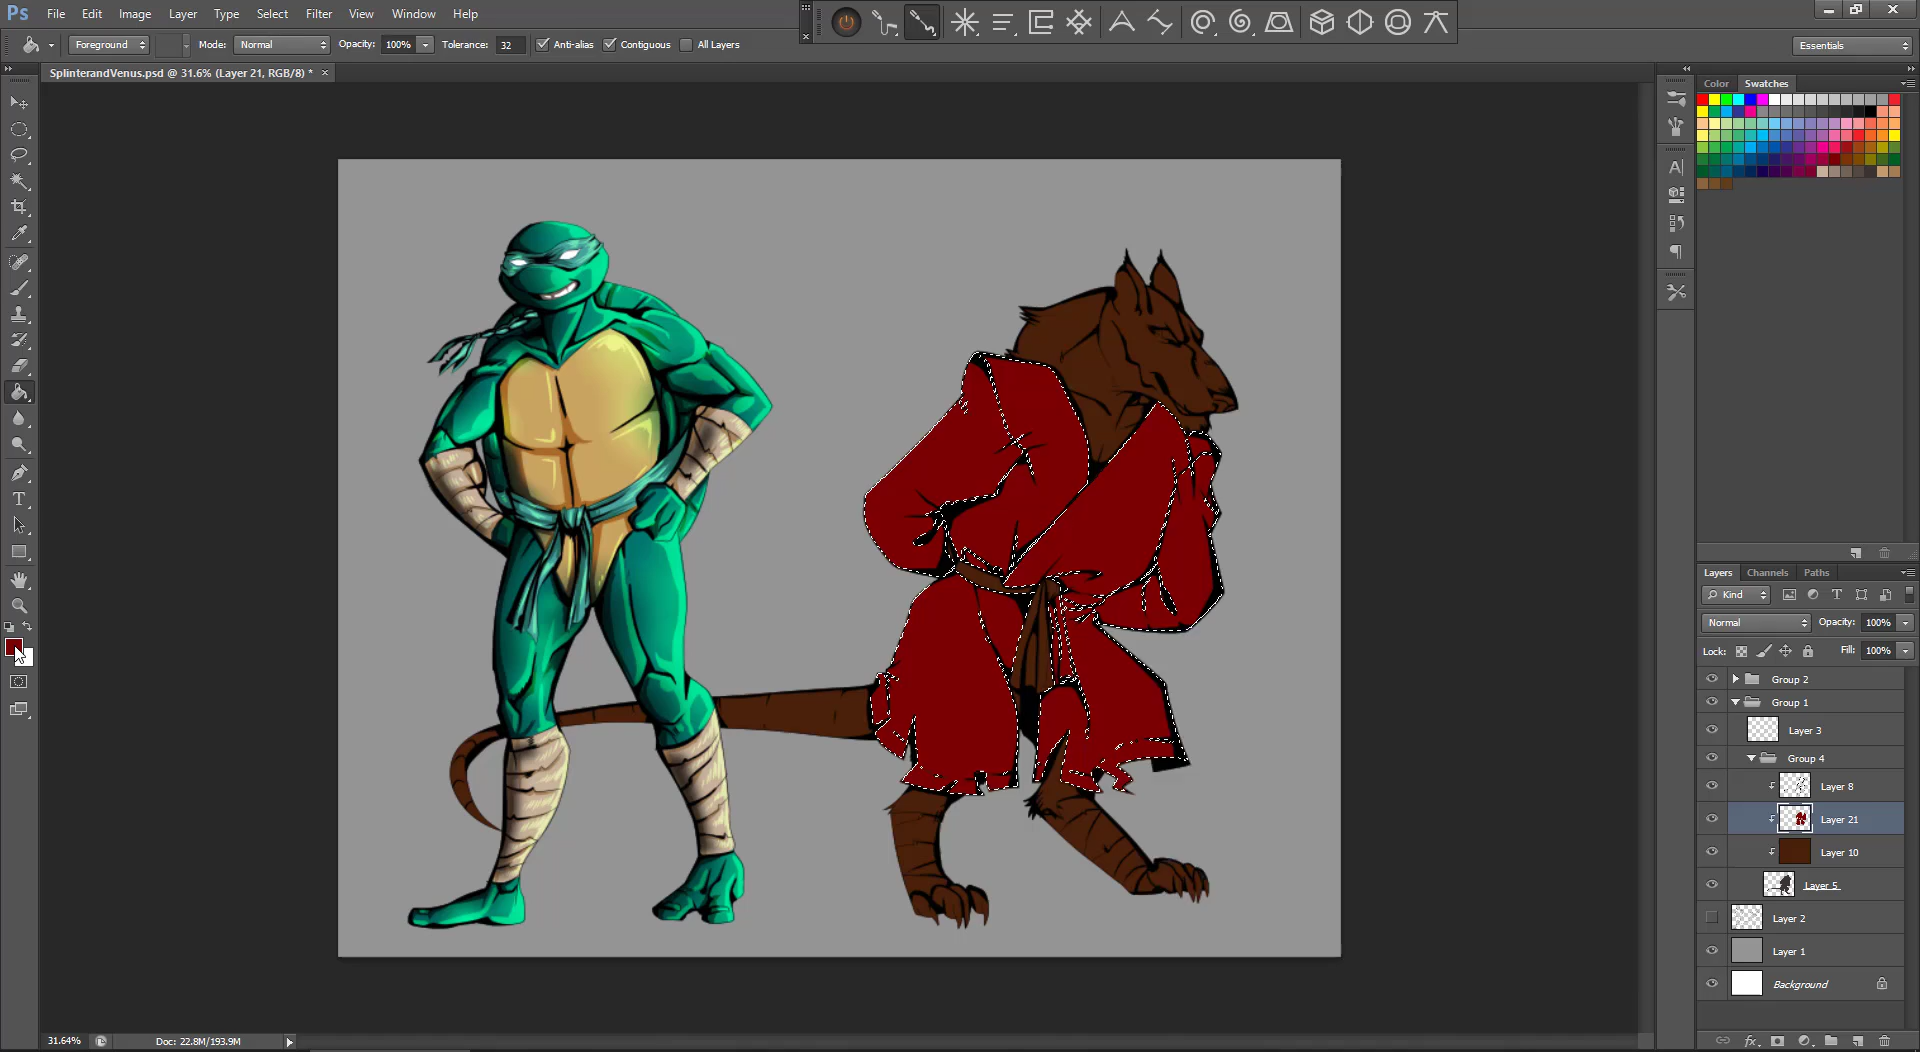 Ps File Edit Image Layer Type Select Filter View Window Help
Foreground Mode: Normal Opacity: 100% Tolerance: 32 Anti-alias Contiguous All Layers Essentials
SplinterandVenus.psd @ 31.6% (Layer 21, RGB/8) * ×
Color Swatches
Layers Channels Paths
Kind
Normal Opacity: 100%
Lock: Fill: 100%
Group 2
Group 1
Layer 3
Group 4
Layer 8
Layer 21
Layer 10
Layer 5
Layer 2
Layer 1
Background
31.64% Doc: 22.8M/193.9M